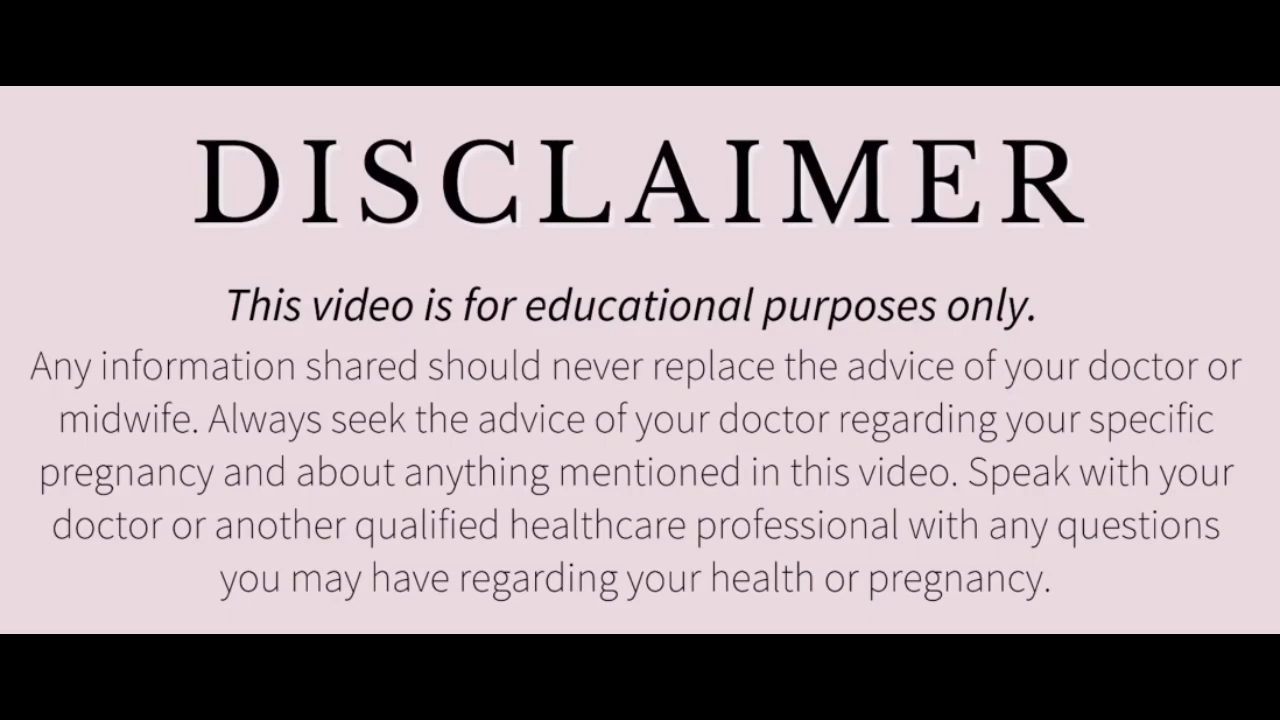 DISCLAIMER
This video is for educational purposes only.
Any information shared should never replace the advice of your doctor or
midwife. Always seek the advice of your doctor regarding your specific
pregnancy and about anything mentioned in this video. Speak with your
doctor or another qualified healthcare professional with any questions
you may have regarding your health or pregnancy.